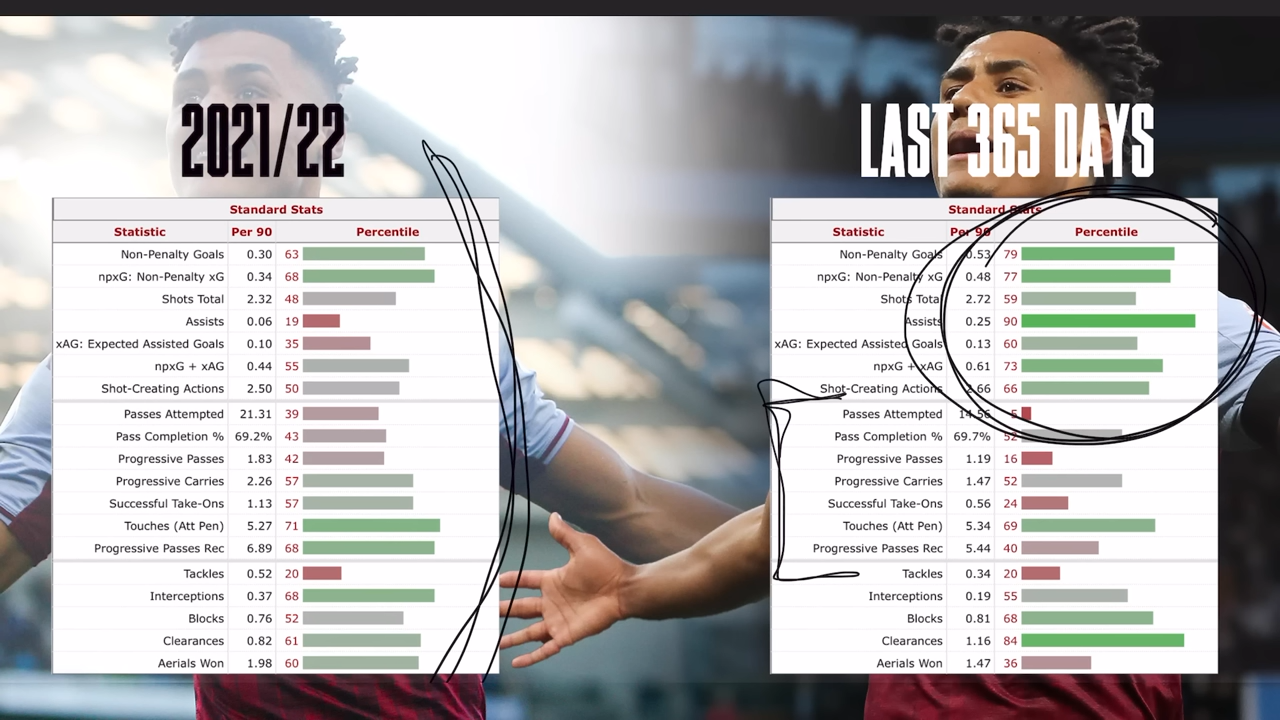 2021/22
Standard Stats
Statistic Per 90 Percentile
Non-Penalty Goals 0.30 63
npxG: Non-Penalty xG 0.34 68
Shots Total 2.32 48
Assists 0.06 19
xAG: Expected Assisted Goals 0.10 35
npxG + xAG 0.44 55
Shot-Creating Actions 2.50 50
Passes Attempted 21.31 39
Pass Completion % 69.2% 43
Progressive Passes 1.83 42
Progressive Carries 2.26 57
Successful Take-Ons 1.13 57
Touches (Att Pen) 5.27 71
Progressive Passes Rec 6.89 68
Tackles 0.52 20
Interceptions 0.37 68
Blocks 0.76 52
Clearances 0.82 61
Aerials Won 1.98 60
LAST 365 DAYS
Standard Stats
Statistic Per 90 Percentile
Non-Penalty Goals 0.53 79
npxG: Non-Penalty xG 0.48 77
Shots Total 2.72 59
Assists 0.25 90
xAG: Expected Assisted Goals 0.13 60
npxG + xAG 0.61 73
Shot-Creating Actions 2.66 66
Passes Attempted 14.56 5
Pass Completion % 69.7% 52
Progressive Passes 1.19 16
Progressive Carries 1.47 52
Successful Take-Ons 0.56 24
Touches (Att Pen) 5.34 69
Progressive Passes Rec 5.44 40
Tackles 0.34 20
Interceptions 0.19 55
Blocks 0.81 68
Clearances 1.16 84
Aerials Won 1.47 36